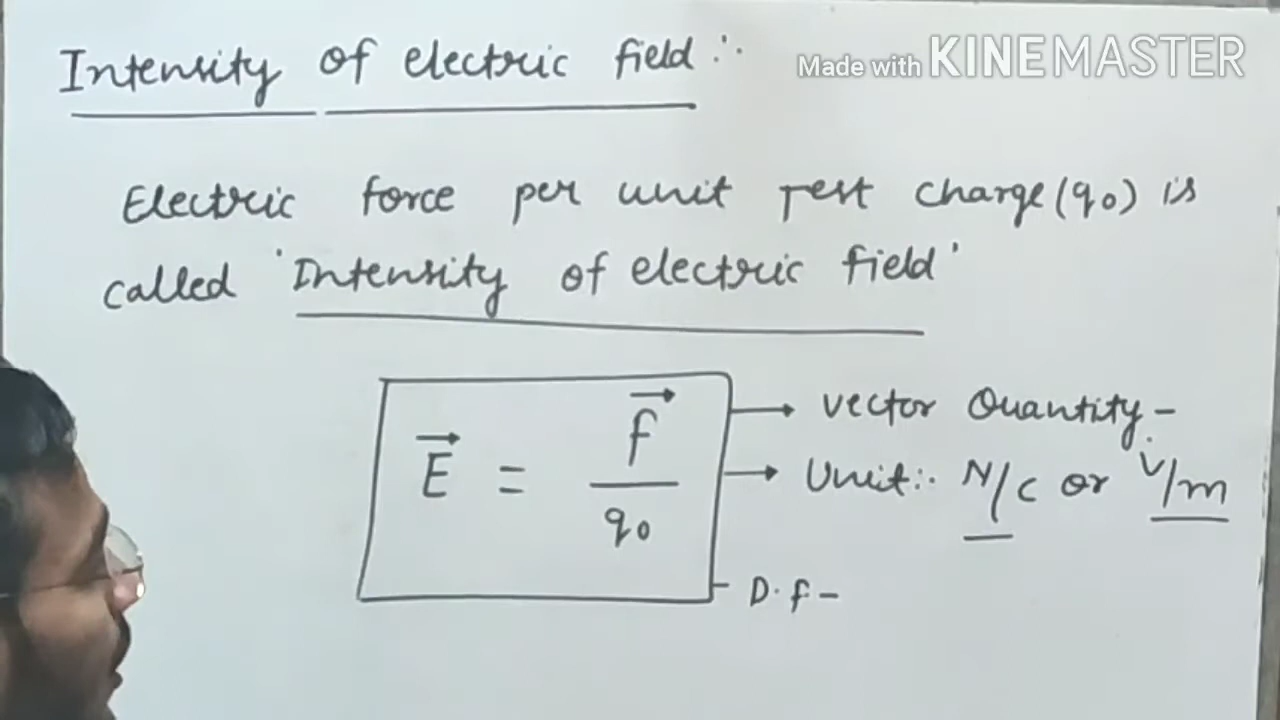 Intensity of electric field :-
Made with KINEMASTER
Electric force per unit Test charge (q0) is
called 'Intensity of electric field'
E = F / q0
→ vector Quantity -
→ Unit :- N/C or V/m
- D.f -